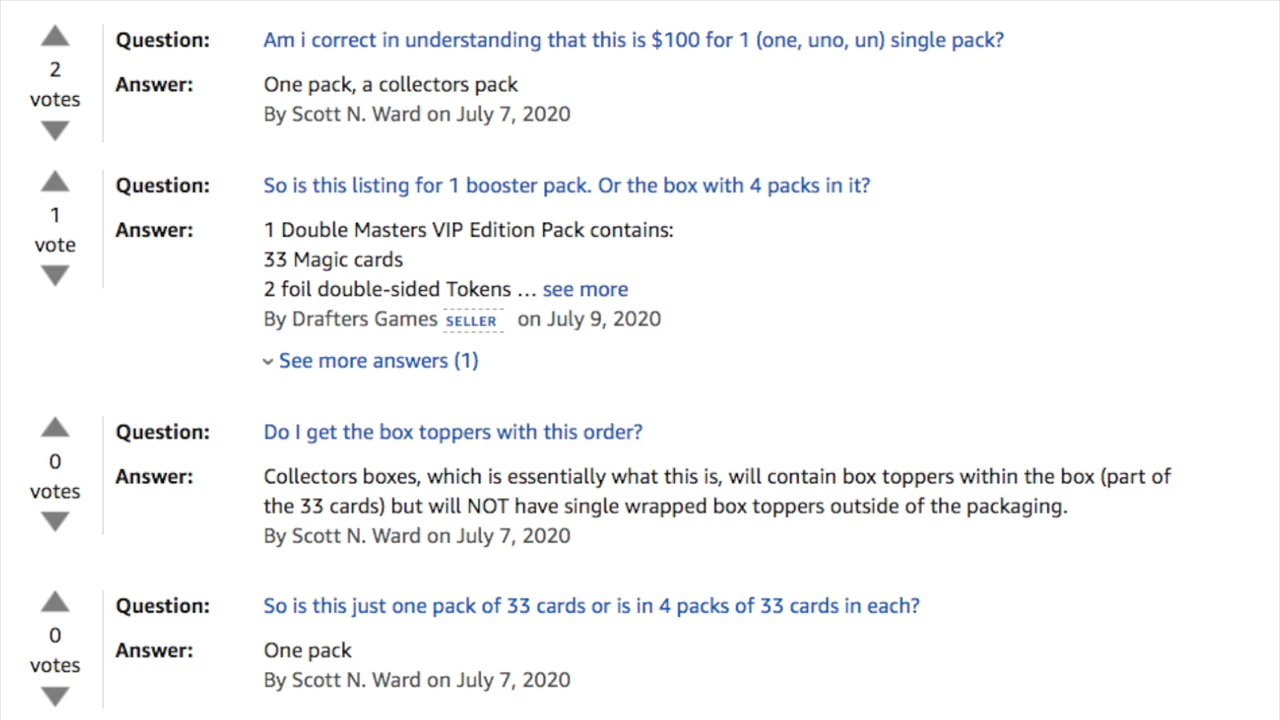 Question: Am i correct in understanding that this is $100 for 1 (one, uno, un) single pack?
2
votes
Answer: One pack, a collectors pack
By Scott N. Ward on July 7, 2020
Question: So is this listing for 1 booster pack. Or the box with 4 packs in it?
1
vote
Answer: 1 Double Masters VIP Edition Pack contains:
33 Magic cards
2 foil double-sided Tokens … see more
By Drafters Games SELLER on July 9, 2020
See more answers (1)
Question: Do I get the box toppers with this order?
0
votes
Answer: Collectors boxes, which is essentially what this is, will contain box toppers within the box (part of
the 33 cards) but will NOT have single wrapped box toppers outside of the packaging.
By Scott N. Ward on July 7, 2020
Question: So is this just one pack of 33 cards or is in 4 packs of 33 cards in each?
0
votes
Answer: One pack
By Scott N. Ward on July 7, 2020